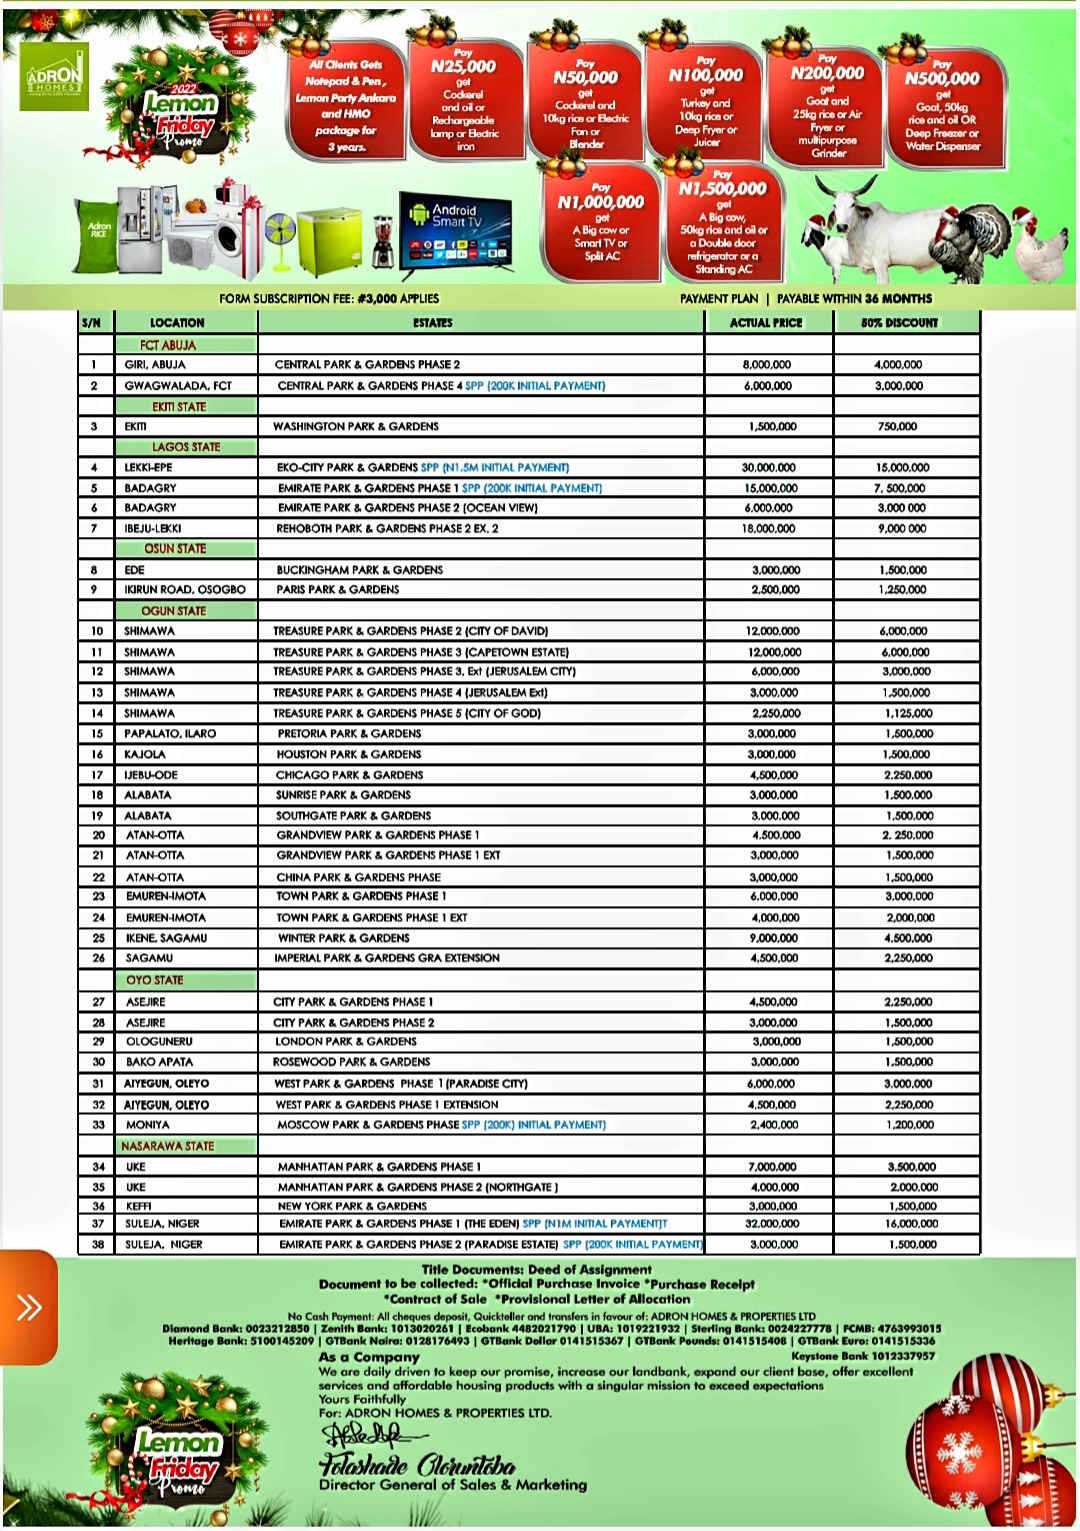 ADRON
HOMES
2022
Lemon
Friday
Promo
All Clients Gets
Notepad & Pen,
Lemon Party Ankara
and HMO
package for
3 years.
Pay
N25,000
get
Cockerel
and oil or
Rechargeable
lamp or Electric
iron
Pay
N50,000
get
Cockerel and
10kg rice or Electric
Fan or
Blender
Pay
N100,000
get
Turkey and
10kg rice or
Deep Fryer or
Juicer
Pay
N200,000
get
Goat and
25kg rice or Air
Fryer or
multipurpose
Grinder
Pay
N500,000
get
Goat, 50kg
rice and oil OR
Deep Freezer or
Water Dispenser
Pay
N1,000,000
get
A Big cow or
Smart TV or
Split AC
Pay
N1,500,000
get
A Big cow,
50kg rice and oil or
a Double door
refrigerator or a
Standing AC
Adron
RICE
Android
Smart TV
FORM SUBSCRIPTION FEE: #3,000 APPLIES PAYMENT PLAN | PAYABLE WITHIN 36 MONTHS
S/N LOCATION ESTATES ACTUAL PRICE 50% DISCOUNT
FCT ABUJA
1 GIRI, ABUJA CENTRAL PARK & GARDENS PHASE 2 8,000,000 4,000,000
2 GWAGWALADA, FCT CENTRAL PARK & GARDENS PHASE 4 SPP (200K INITIAL PAYMENT) 6,000,000 3,000,000
EKITI STATE
3 EKITI WASHINGTON PARK & GARDENS 1,500,000 750,000
LAGOS STATE
4 LEKKI-EPE EKO-CITY PARK & GARDENS SPP (N1.5M INITIAL PAYMENT) 30,000,000 15,000,000
5 BADAGRY EMIRATE PARK & GARDENS PHASE 1 SPP (200K INITIAL PAYMENT) 15,000,000 7, 500,000
6 BADAGRY EMIRATE PARK & GARDENS PHASE 2 (OCEAN VIEW) 6,000,000 3,000 000
7 IBEJU-LEKKI REHOBOTH PARK & GARDENS PHASE 2 EX. 2 18,000,000 9,000 000
OSUN STATE
8 EDE BUCKINGHAM PARK & GARDENS 3,000,000 1,500,000
9 IKIRUN ROAD, OSOGBO PARIS PARK & GARDENS 2,500,000 1,250,000
OGUN STATE
10 SHIMAWA TREASURE PARK & GARDENS PHASE 2 (CITY OF DAVID) 12,000,000 6,000,000
11 SHIMAWA TREASURE PARK & GARDENS PHASE 3 (CAPETOWN ESTATE) 12,000,000 6,000,000
12 SHIMAWA TREASURE PARK & GARDENS PHASE 3, Ext (JERUSALEM CITY) 6,000,000 3,000,000
13 SHIMAWA TREASURE PARK & GARDENS PHASE 4 (JERUSALEM Ext) 3,000,000 1,500,000
14 SHIMAWA TREASURE PARK & GARDENS PHASE 5 (CITY OF GOD) 2,250,000 1,125,000
15 PAPALATO, ILARO PRETORIA PARK & GARDENS 3,000,000 1,500,000
16 KAJOLA HOUSTON PARK & GARDENS 3,000,000 1,500,000
17 IJEBU-ODE CHICAGO PARK & GARDENS 4,500,000 2,250.000
18 ALABATA SUNRISE PARK & GARDENS 3,000,000 1,500,000
19 ALABATA SOUTHGATE PARK & GARDENS 3,000,000 1,500,000
20 ATAN-OTTA GRANDVIEW PARK & GARDENS PHASE 1 4,500,000 2, 250,000
21 ATAN-OTTA GRANDVIEW PARK & GARDENS PHASE 1 EXT 3,000,000 1,500,000
22 ATAN-OTTA CHINA PARK & GARDENS PHASE 3,000,000 1,500,000
23 EMUREN-IMOTA TOWN PARK & GARDENS PHASE 1 6,000,000 3,000,000
24 EMUREN-IMOTA TOWN PARK & GARDENS PHASE 1 EXT 4,000,000 2,000,000
25 IKENE, SAGAMU WINTER PARK & GARDENS 9,000,000 4,500,000
26 SAGAMU IMPERIAL PARK & GARDENS GRA EXTENSION 4,500,000 2,250,000
OYO STATE
27 ASEJIRE CITY PARK & GARDENS PHASE 1 4,500,000 2,250,000
28 ASEJIRE CITY PARK & GARDENS PHASE 2 3,000,000 1,500,000
29 OLOGUNERU LONDON PARK & GARDENS 3,000,000 1,500,000
30 BAKO APATA ROSEWOOD PARK & GARDENS 3,000,000 1,500,000
31 AIYEGUN, OLEYO WEST PARK & GARDENS PHASE 1 (PARADISE CITY) 6,000,000 3,000,000
32 AIYEGUN, OLEYO WEST PARK & GARDENS PHASE 1 EXTENSION 4,500,000 2,250,000
33 MONIYA MOSCOW PARK & GARDENS PHASE SPP (200K) INITIAL PAYMENT) 2,400,000 1,200,000
NASARAWA STATE
34 UKE MANHATTAN PARK & GARDENS PHASE 1 7,000,000 3,500,000
35 UKE MANHATTAN PARK & GARDENS PHASE 2 (NORTHGATE ) 4,000,000 2,000,000
36 KEFFI NEW YORK PARK & GARDENS 3,000,000 1,500,000
37 SULEJA, NIGER EMIRATE PARK & GARDENS PHASE 1 (THE EDEN) SPP (N1M INITIAL PAYMENT)T 32,000,000 16,000,000
38 SULEJA, NIGER EMIRATE PARK & GARDENS PHASE 2 (PARADISE ESTATE) SPP (200K INITIAL PAYMENT) 3,000,000 1,500,000
Title Documents: Deed of Assignment
Document to be collected: *Official Purchase Invoice *Purchase Receipt
*Contract of Sale *Provisional Letter of Allocation
No Cash Payment: All cheques deposit, Quickteller and transfers in favour of: ADRON HOMES & PROPERTIES LTD
Diamond Bank: 0023212850 | Zenith Bank: 1013020261 | Ecobank 4482021790 | UBA: 1019221932 | Sterling Bank: 0024227778 | FCMB: 4763993015
Heritage Bank: 5100145209 | GTBank Naira: 0128176493 | GTBank Dollar 0141515367 | GTBank Pounds: 0141515408 | GTBank Euro: 0141515336
Keystone Bank 1012337957
As a Company
We are daily driven to keep our promise, increase our landbank, expand our client base, offer excellent
services and affordable housing products with a singular mission to exceed expectations
Yours Faithfully
For: ADRON HOMES & PROPERTIES LTD.
Folashade Oloruntoba
Director General of Sales & Marketing
Lemon
Friday
Promo